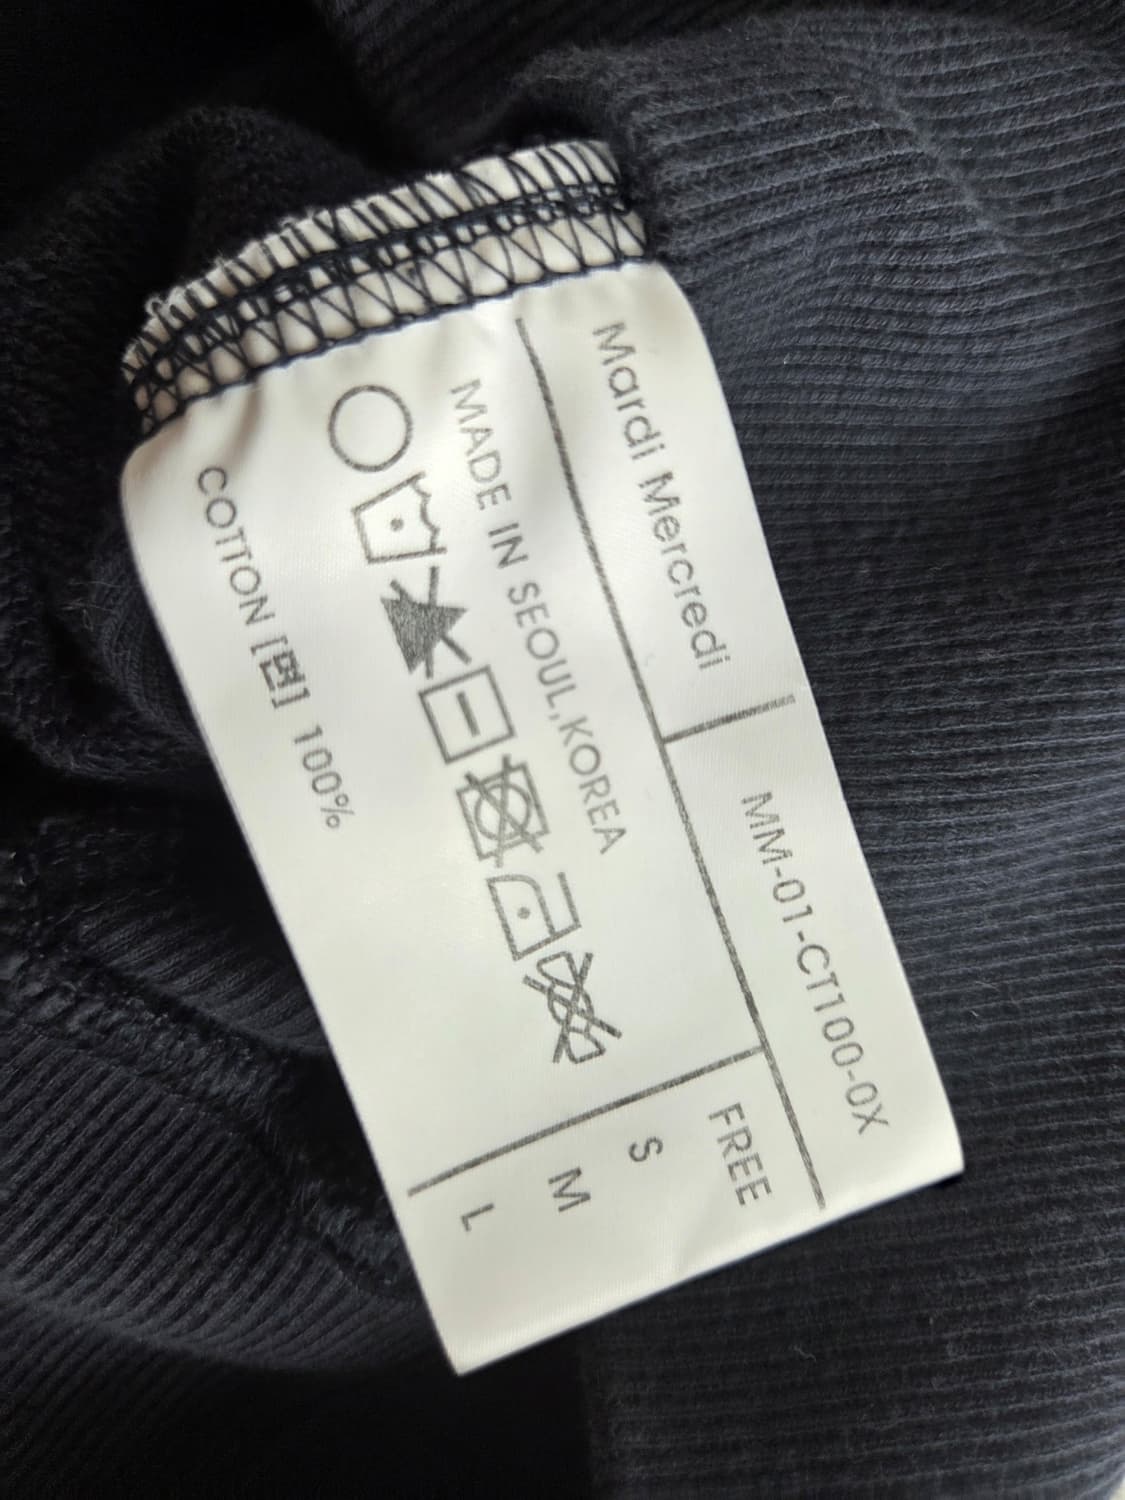 Mardi Mercredi
MM-01-CT100-0X
MADE IN SEOUL,KOREA
COTTON [면] 100%
FREE
S
M
L